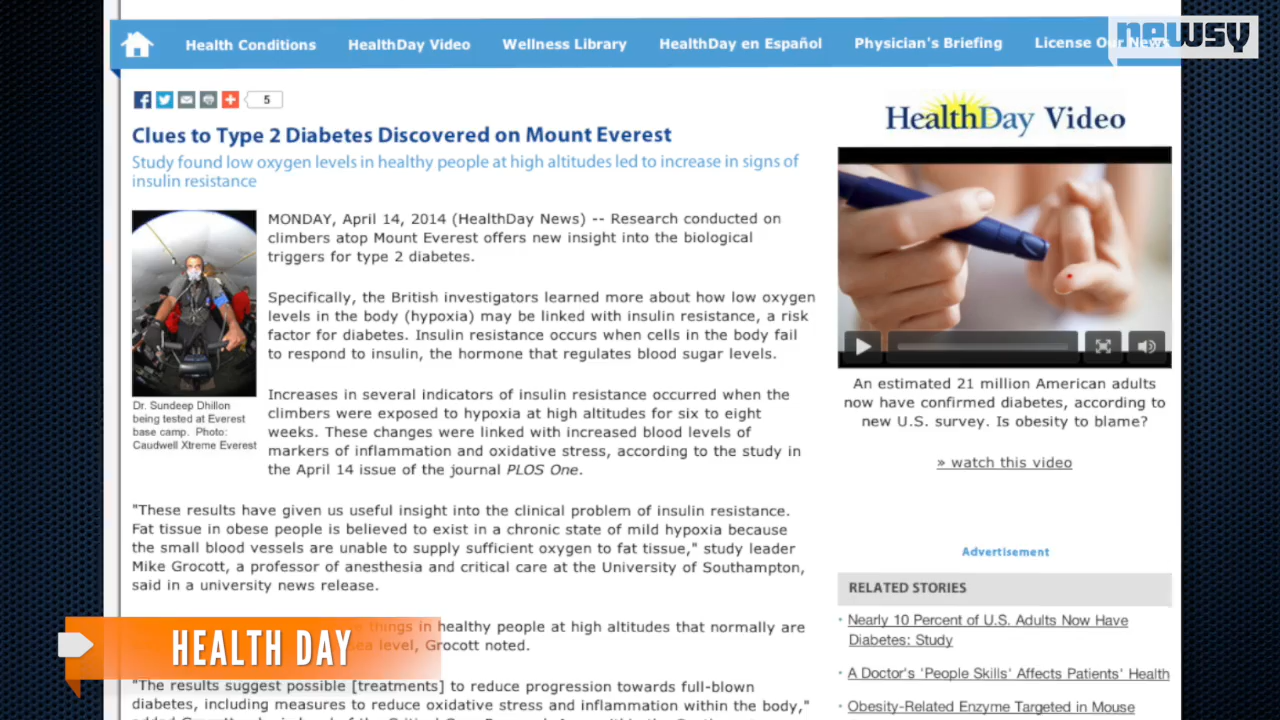 Health Conditions HealthDay Video Wellness Library HealthDay en Español Physician's Briefing License Our News
newsy
5
Clues to Type 2 Diabetes Discovered on Mount Everest
Study found low oxygen levels in healthy people at high altitudes led to increase in signs of
insulin resistance
MONDAY, April 14, 2014 (HealthDay News) -- Research conducted on
climbers atop Mount Everest offers new insight into the biological
triggers for type 2 diabetes.
Specifically, the British investigators learned more about how low oxygen
levels in the body (hypoxia) may be linked with insulin resistance, a risk
factor for diabetes. Insulin resistance occurs when cells in the body fail
to respond to insulin, the hormone that regulates blood sugar levels.
Dr. Sundeep Dhillon
being tested at Everest
base camp. Photo:
Caudwell Xtreme Everest
Increases in several indicators of insulin resistance occurred when the
climbers were exposed to hypoxia at high altitudes for six to eight
weeks. These changes were linked with increased blood levels of
markers of inflammation and oxidative stress, according to the study in
the April 14 issue of the journal PLOS One.
"These results have given us useful insight into the clinical problem of insulin resistance.
Fat tissue in obese people is believed to exist in a chronic state of mild hypoxia because
the small blood vessels are unable to supply sufficient oxygen to fat tissue," study leader
Mike Grocott, a professor of anesthesia and critical care at the University of Southampton,
said in a university news release.
things in healthy people at high altitudes that normally are
sea level, Grocott noted.
HEALTH DAY
"The results suggest possible [treatments] to reduce progression towards full-blown
diabetes, including measures to reduce oxidative stress and inflammation within the body,"
HealthDay Video
An estimated 21 million American adults
now have confirmed diabetes, according to
new U.S. survey. Is obesity to blame?
» watch this video
Advertisement
RELATED STORIES
Nearly 10 Percent of U.S. Adults Now Have
Diabetes: Study
A Doctor's 'People Skills' Affects Patients' Health
Obesity-Related Enzyme Targeted in Mouse